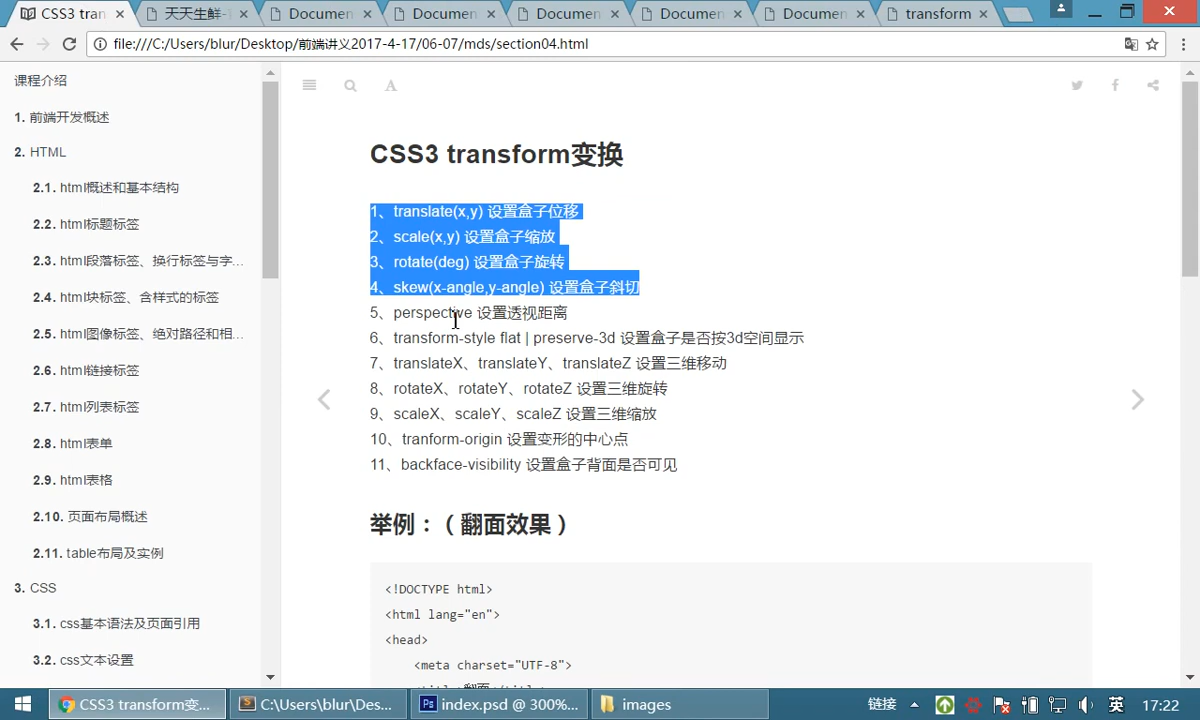 CSS3 tran
天天生鮮-
Documen
Documen
Documen
Documen
Documen
transform
file:///C:/Users/blur/Desktop/前端讲义2017-4-17/06-07/mds/section04.html
课程介绍
1. 前端开发概述
2. HTML
2.1. html概述和基本结构
2.2. html标题标签
2.3. html段落标签、换行标签与字...
2.4. html块标签、含样式的标签
2.5. html图像标签、绝对路径和相...
2.6. html链接标签
2.7. html列表标签
2.8. html表单
2.9. html表格
2.10. 页面布局概述
2.11. table布局及实例
3. CSS
3.1. css基本语法及页面引用
3.2. css文本设置
A
CSS3 transform变换
1、translate(x,y) 设置盒子位移
2、scale(x,y) 设置盒子缩放
3、rotate(deg) 设置盒子旋转
4、skew(x-angle,y-angle) 设置盒子斜切
5、perspective 设置透视距离
6、transform-style flat | preserve-3d 设置盒子是否按3d空间显示
7、translateX、translateY、translateZ 设置三维移动
8、rotateX、rotateY、rotateZ 设置三维旋转
9、scaleX、scaleY、scaleZ 设置三维缩放
10、tranform-origin 设置变形的中心点
11、backface-visibility 设置盒子背面是否可见
举例：（翻面效果）
<!DOCTYPE html>
<html lang="en">
<head>
<meta charset="UTF-8">
CSS3 transform变...
C:\Users\blur\Des...
index.psd @ 300%...
images
链接
英
17:22